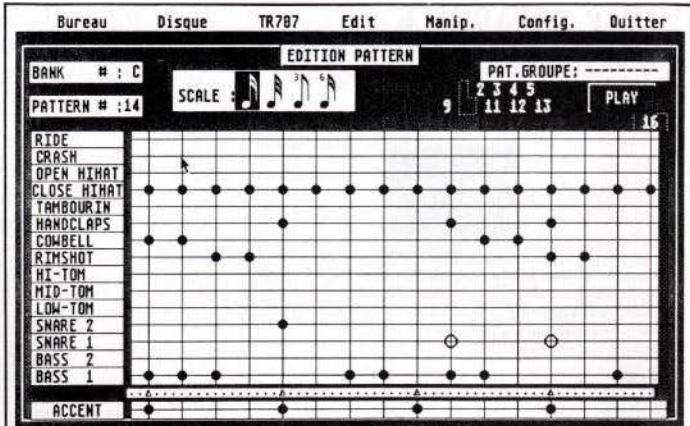 Bureau Disque TR707 Edit Manip. Config. Quitter
EDITION PATTERN
BANK # : C
SCALE :
3 6
PAT.GROUPE: ----------
PATTERN # :14
2 3 4 5
9 11 12 13
PLAY
16
RIDE
CRASH
OPEN HIHAT
CLOSE HIHAT
TAMBOURIN
HANDCLAPS
COWBELL
RIMSHOT
HI-TOM
MID-TOM
LOW-TOM
SNARE 2
SNARE 1
BASS 2
BASS 1
ACCENT